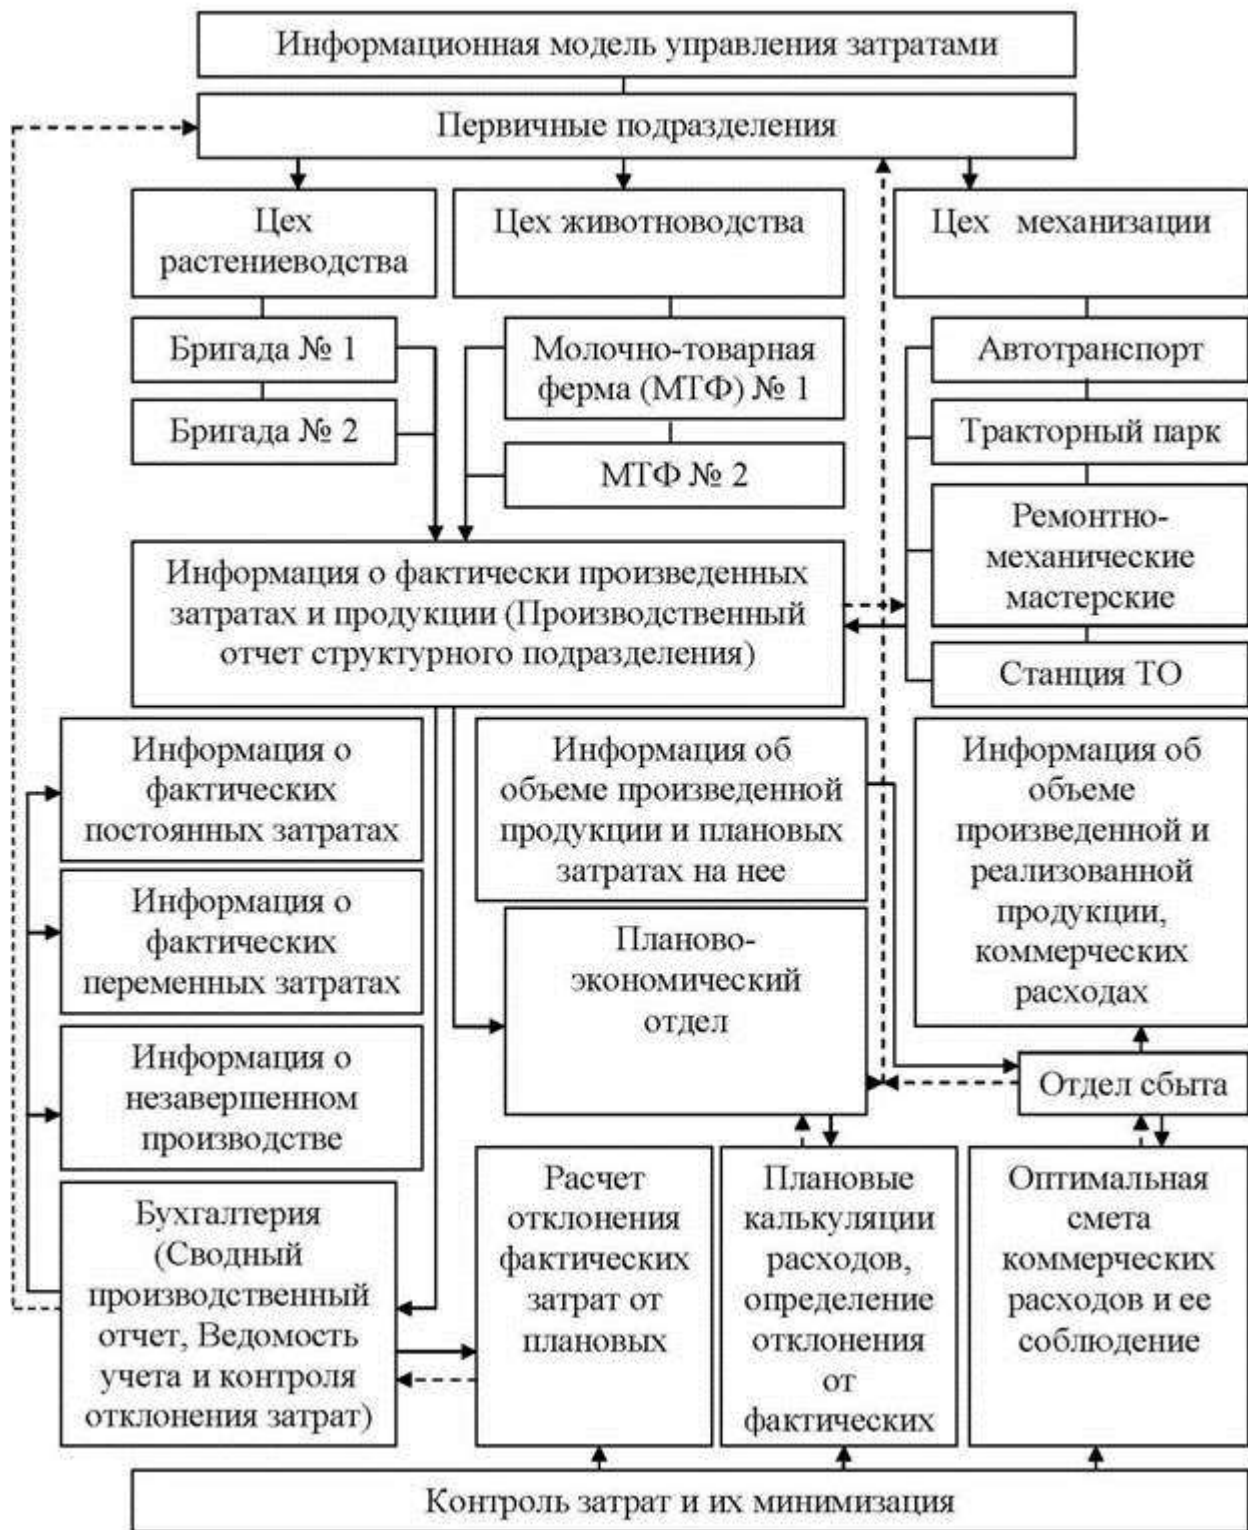 Информационная модель управления затратами
Первичные подразделения
Цех
растениеводства
Цех животноводства
Цех механизации
Бригада № 1
Бригада № 2
Молочно-товарная
ферма (МТФ) № 1
МТФ № 2
Автотранспорт
Тракторный парк
Ремонтно-
механические
мастерские
Станция ТО
Информация о фактически произведенных
затратах и продукции (Производственный
отчет структурного подразделения)
Информация о
фактических
постоянных затратах
Информация о
фактических
переменных затратах
Информация о
незавершенном
производстве
Информация об
объеме произведенной
продукции и плановых
затратах на нее
Планово-
экономический
отдел
Информация об
объеме
произведенной и
реализованной
продукции,
коммерческих
расходах
Отдел сбыта
Бухгалтерия
(Сводный
производственный
отчет, Ведомость
учета и контроля
отклонения затрат)
Расчет
отклонения
фактических
затрат от
плановых
Плановые
калькуляции
расходов,
определение
отклонения
от
фактических
Оптимальная
смета
коммерческих
расходов и ее
соблюдение
Контроль затрат и их минимизация